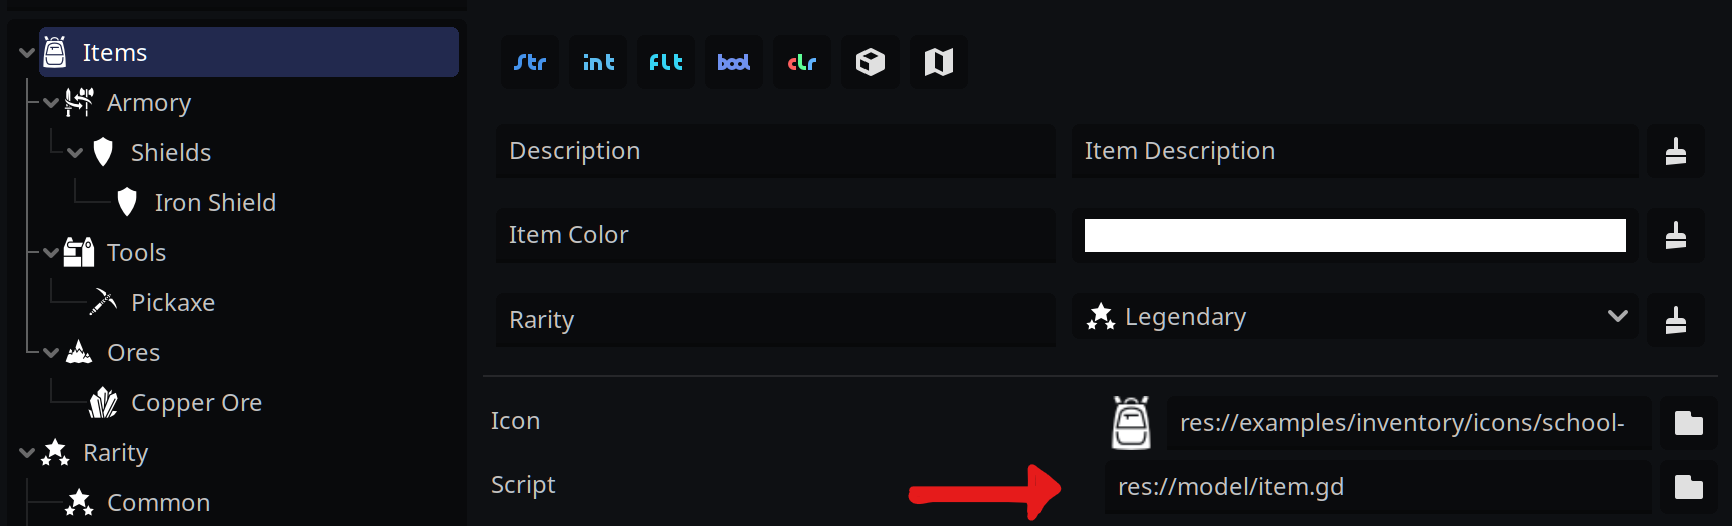 Items
Armory
Shields
Iron Shield
Tools
Pickaxe
Ores
Copper Ore
Rarity
Common
str int flt bool clr
Description Item Description
Item Color
Rarity Legendary
Icon res://examples/inventory/icons/school-
Script res://model/item.gd